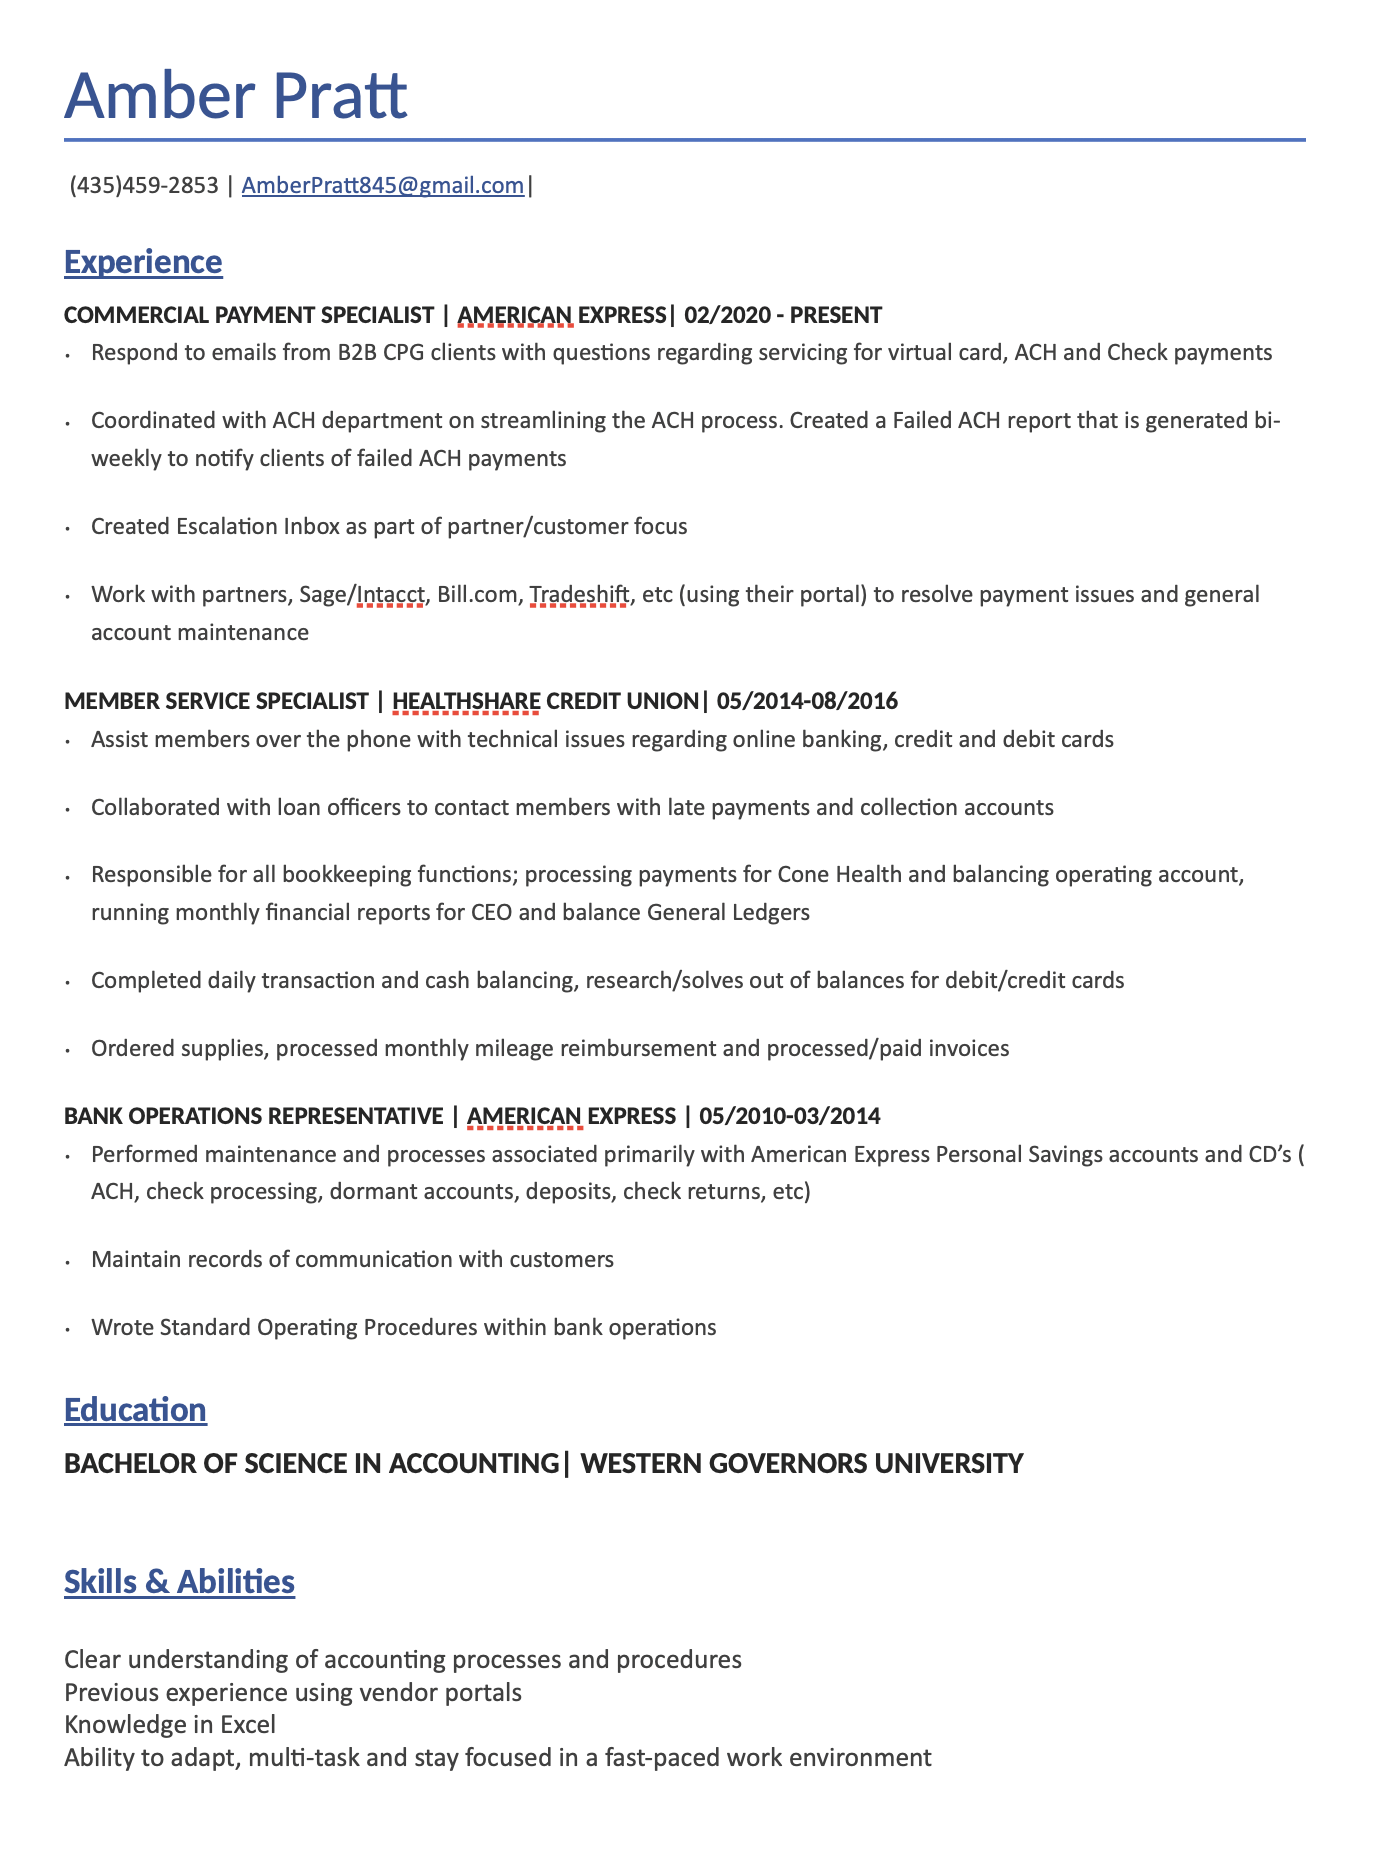 Amber Pratt
(435)459-2853 | AmberPratt845@gmail.com|
Experience
COMMERCIAL PAYMENT SPECIALIST | AMERICAN EXPRESS| 02/2020 - PRESENT
· Respond to emails from B2B CPG clients with questions regarding servicing for virtual card, ACH and Check payments
· Coordinated with ACH department on streamlining the ACH process. Created a Failed ACH report that is generated bi-
weekly to notify clients of failed ACH payments
· Created Escalation Inbox as part of partner/customer focus
· Work with partners, Sage/Intacct, Bill.com, Tradeshift, etc (using their portal) to resolve payment issues and general
account maintenance
MEMBER SERVICE SPECIALIST | HEALTHSHARE CREDIT UNION| 05/2014-08/2016
· Assist members over the phone with technical issues regarding online banking, credit and debit cards
· Collaborated with loan officers to contact members with late payments and collection accounts
· Responsible for all bookkeeping functions; processing payments for Cone Health and balancing operating account,
running monthly financial reports for CEO and balance General Ledgers
· Completed daily transaction and cash balancing, research/solves out of balances for debit/credit cards
· Ordered supplies, processed monthly mileage reimbursement and processed/paid invoices
BANK OPERATIONS REPRESENTATIVE | AMERICAN EXPRESS | 05/2010-03/2014
· Performed maintenance and processes associated primarily with American Express Personal Savings accounts and CD’s (
ACH, check processing, dormant accounts, deposits, check returns, etc)
· Maintain records of communication with customers
· Wrote Standard Operating Procedures within bank operations
Education
BACHELOR OF SCIENCE IN ACCOUNTING| WESTERN GOVERNORS UNIVERSITY
Skills & Abilities
Clear understanding of accounting processes and procedures
Previous experience using vendor portals
Knowledge in Excel
Ability to adapt, multi-task and stay focused in a fast-paced work environment